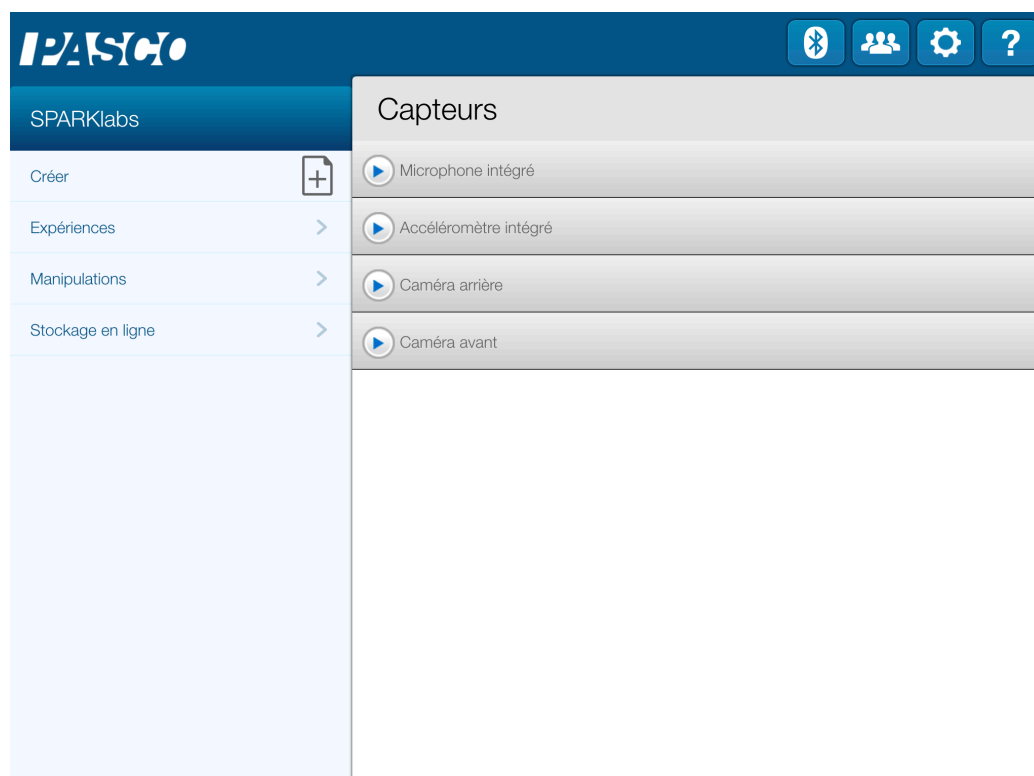 PASCO
?
SPARKlabs
Créer
Expériences
Manipulations
Stockage en ligne
Capteurs
Microphone intégré
Accéléromètre intégré
Caméra arrière
Caméra avant